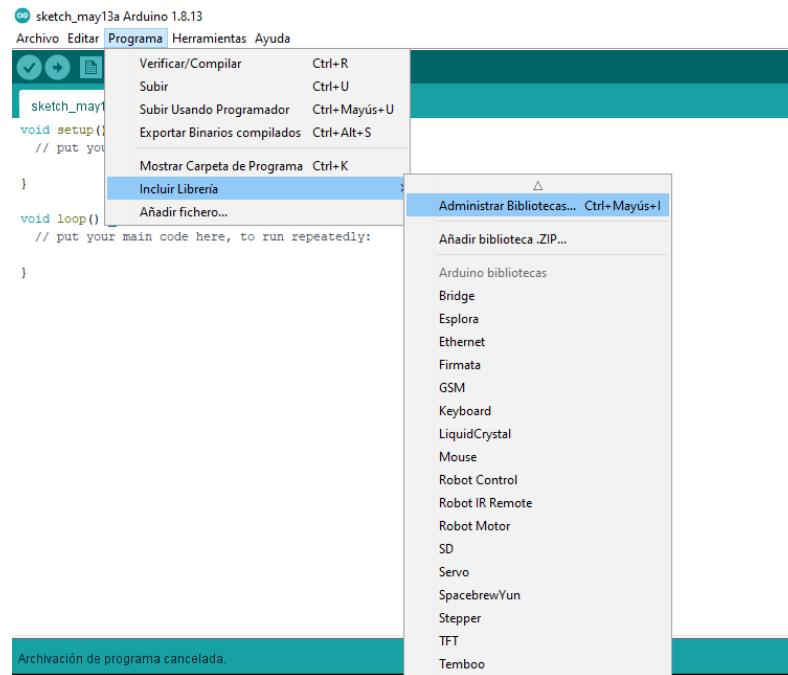 sketch_may13a Arduino 1.8.13
Archivo Editar Programa Herramientas Ayuda
Verificar/Compilar Ctrl+R
Subir Ctrl+U
Subir Usando Programador Ctrl+Mayús+U
Exportar Binarios compilados Ctrl+Alt+S
Mostrar Carpeta de Programa Ctrl+K
Incluir Librería
Añadir fichero...
sketch_may1
void setup()
// put you
}
void loop()
// put your main code here, to run repeatedly:
}
Administrar Bibliotecas... Ctrl+Mayús+I
Añadir biblioteca .ZIP...
Arduino bibliotecas
Bridge
Esplora
Ethernet
Firmata
GSM
Keyboard
LiquidCrystal
Mouse
Robot Control
Robot IR Remote
Robot Motor
SD
Servo
SpacebrewYun
Stepper
TFT
Temboo
Archivación de programa cancelada.